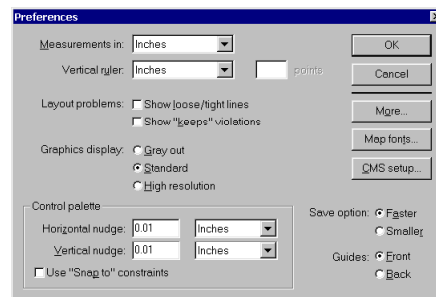 Preferences
Measurements in: Inches OK
Vertical ruler: Inches points Cancel
Layout problems: Show loose/tight lines
Show "keeps" violations
More...
Map fonts...
CMS setup...
Graphics display: Gray out
Standard
High resolution
Control palette
Horizontal nudge: 0.01 Inches
Vertical nudge: 0.01 Inches
Use "Snap to" constraints
Save option: Faster
Smaller
Guides: Front
Back